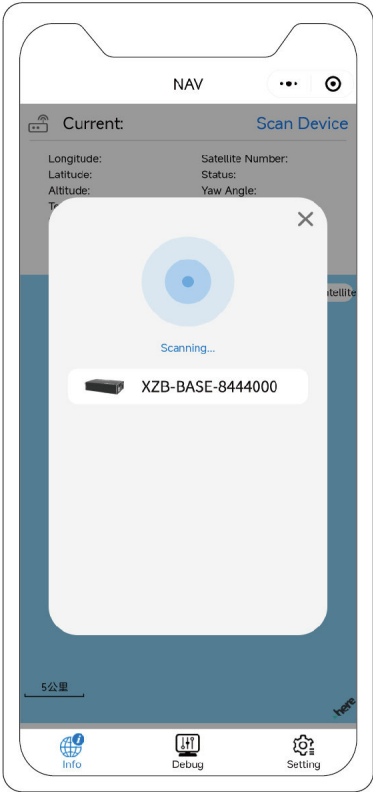 NAV
Current:
Scan Device
Longitude:
Satellite Number:
Latitude:
Status:
Altitude:
Yaw Angle:
Scanning...
XZB-BASE-8444000
5公里
here
Info
Debug
Setting